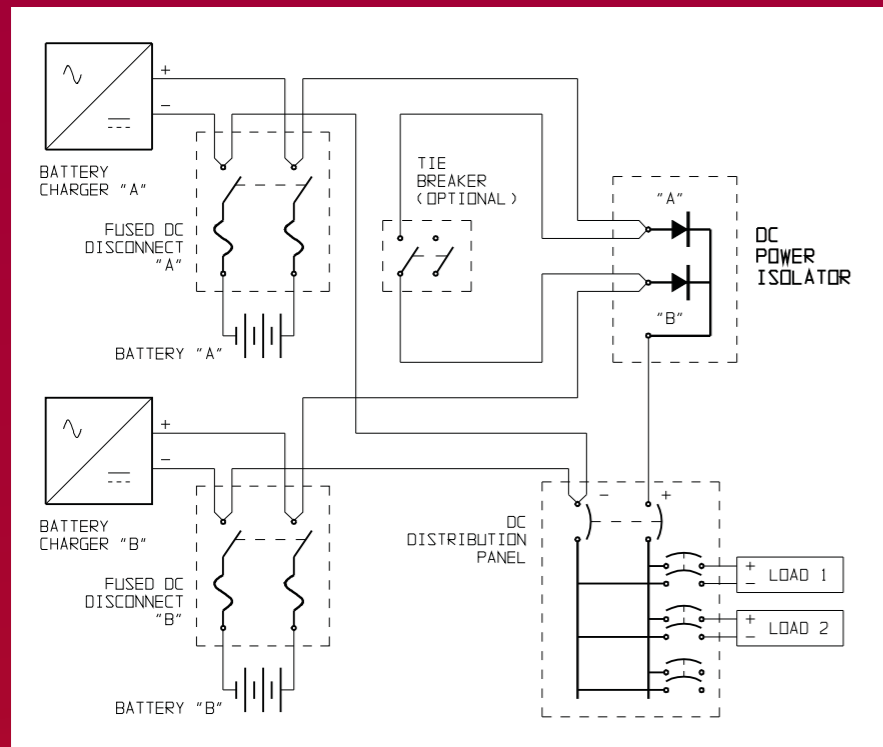 +
−
BATTERY
CHARGER "A"
FUSED DC
DISCONNECT
"A"
BATTERY "A"
TIE
BREAKER
(OPTIONAL)
"A"
"B"
DC
POWER
ISOLATOR
+
−
BATTERY
CHARGER "B"
FUSED DC
DISCONNECT
"B"
BATTERY "B"
− +
DC
DISTRIBUTION
PANEL
+
− LOAD 1
+
− LOAD 2